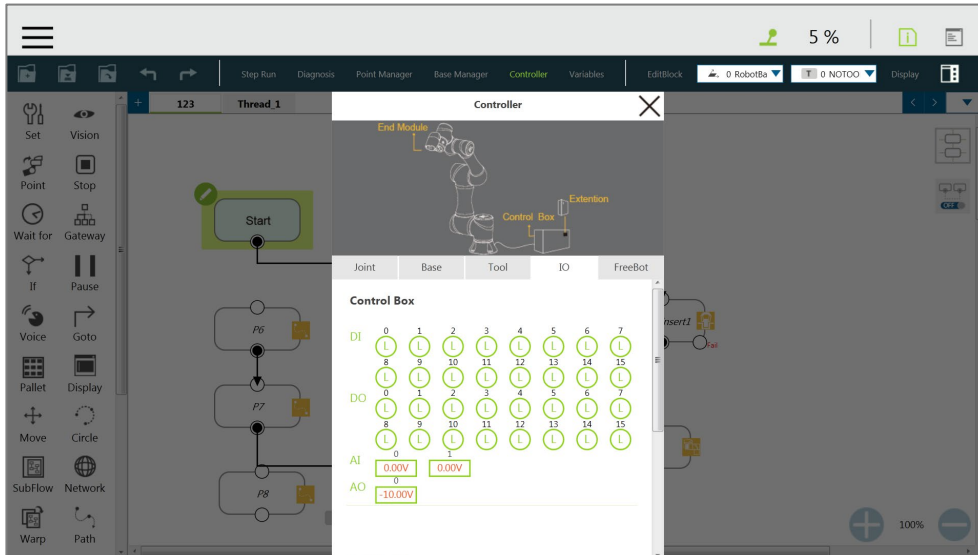 5 %
Step Run Diagnosis Point Manager Base Manager Controller Variables EditBlock 0 RobotBa T 0 NOTOO Display
+ 123 Thread_1
Controller
Set Vision
Point Stop
Wait for Gateway
If Pause
Voice Goto
Pallet Display
Move Circle
SubFlow Network
Warp Path
Start
P6
P7
P8
End Module
Extention
Control Box
Joint Base Tool IO FreeBot
Control Box
0 1 2 3 4 5 6 7
DI L L L L L L L L
8 9 10 11 12 13 14 15
L L L L L L L L
0 1 2 3 4 5 6 7
DO L L L L L L L L
8 9 10 11 12 13 14 15
L L L L L L L L
0 1
AI 0.00V 0.00V
0
AO -10.00V
nsert1
Fail
OFF
100%